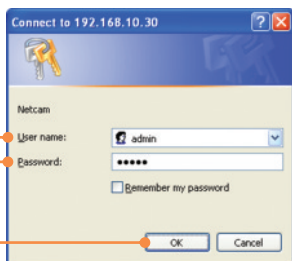 Connect to 192.168.10.30
Netcam
User name:
admin
Password:
•••••
Remember my password
OK
Cancel